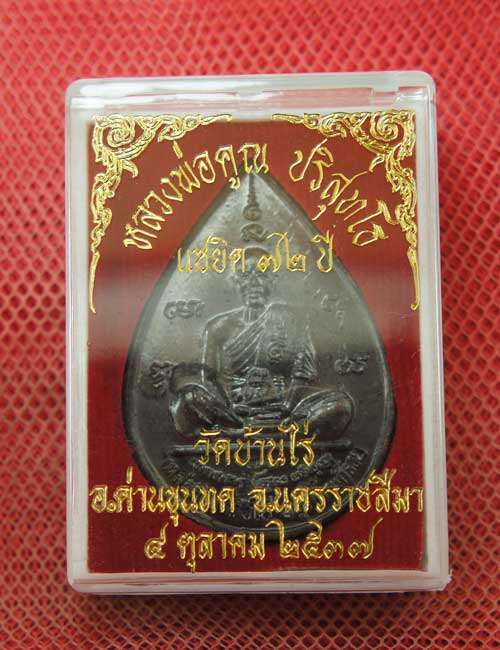 หลวงพ่อคูณ ปริสุทโธ
แซยิด ๗๒ ปี
วัดบ้านไร่
อ.ด่านขุนทด จ.นครราชสีมา
๔ ตุลาคม ๒๕๓๗